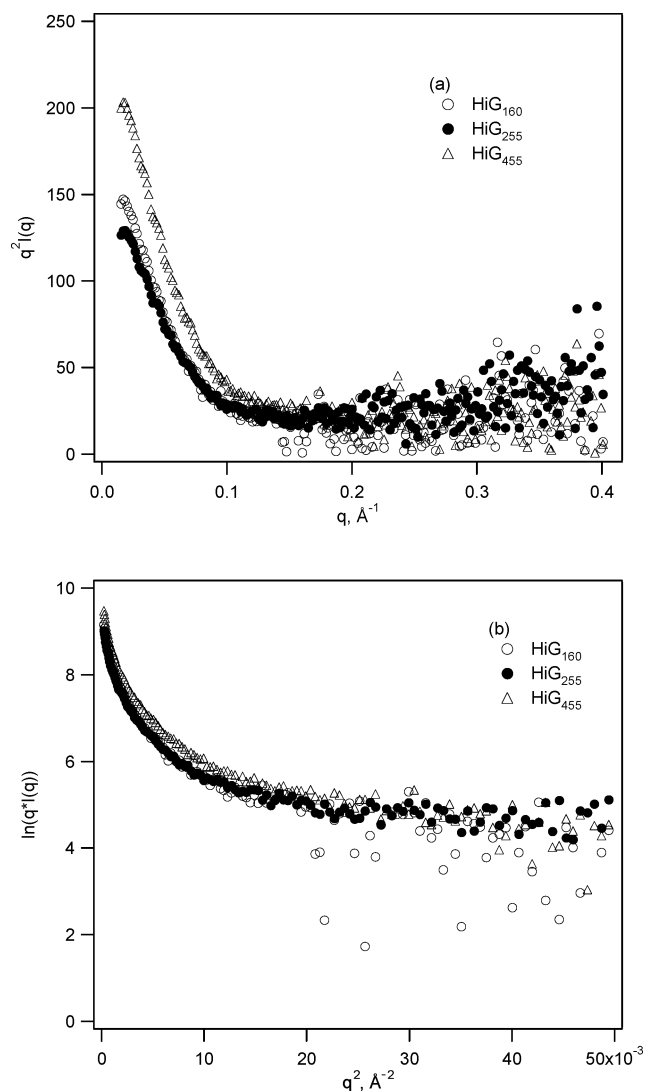 250
200
150
100
50
0
q²I(q)
(a)
HiG₁₆₀
HiG₂₅₅
HiG₄₅₅
0.0 0.1 0.2 0.3 0.4
q, Å⁻¹
10
8
6
4
2
0
ln(q*I(q))
(b)
HiG₁₆₀
HiG₂₅₅
HiG₄₅₅
0 10 20 30 40 50x10⁻³
q², Å⁻²